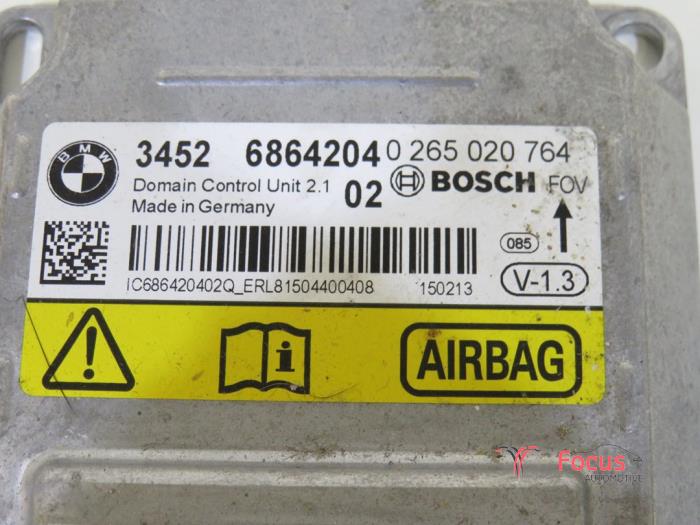 BMW
3452 6864204 0 265 020 764
Domain Control Unit 2.1 02 BOSCH FOV
Made in Germany
085
IC686420402Q_ERL81504400408 150213 V-1.3
! i AIRBAG
Focus+
AUTOMOTIVE